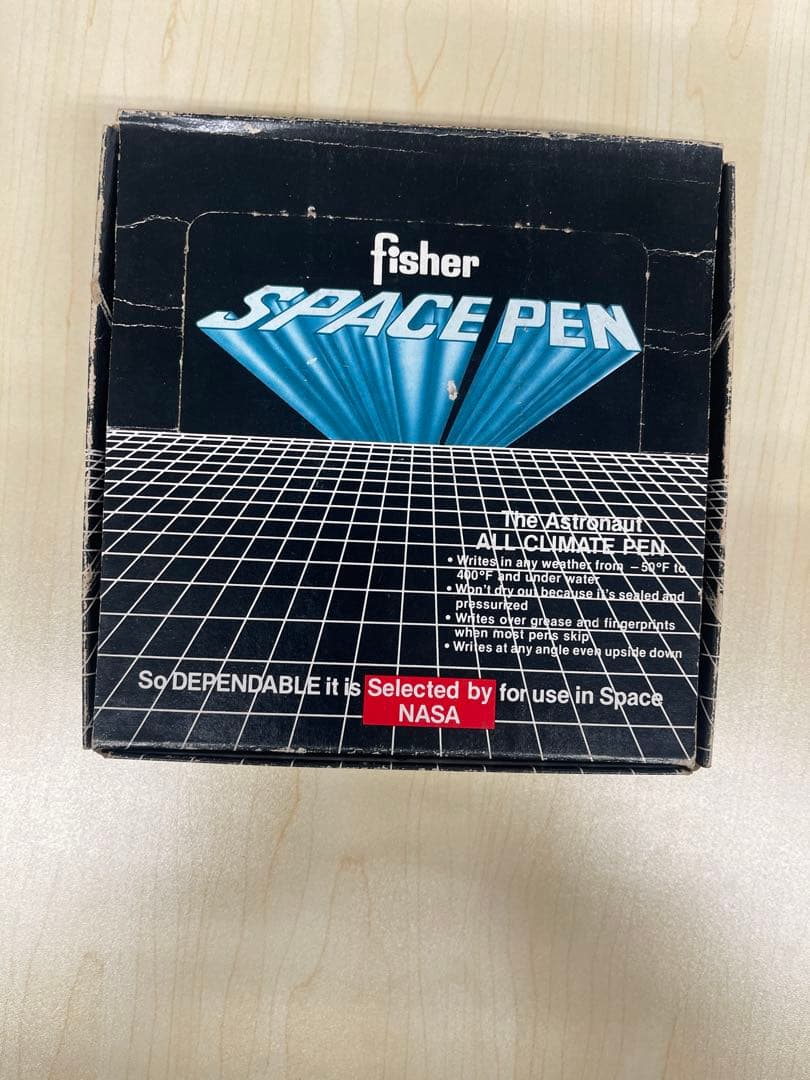 fisher
SPACE PEN
The Astronaut
ALL CLIMATE PEN
• Writes in any weather from −50°F to
400°F and under water
• Won't dry out because it's sealed and
pressurized
• Writes over grease and fingerprints
when most pens skip
• Writes at any angle even upside down
So DEPENDABLE it is Selected by for use in Space
NASA